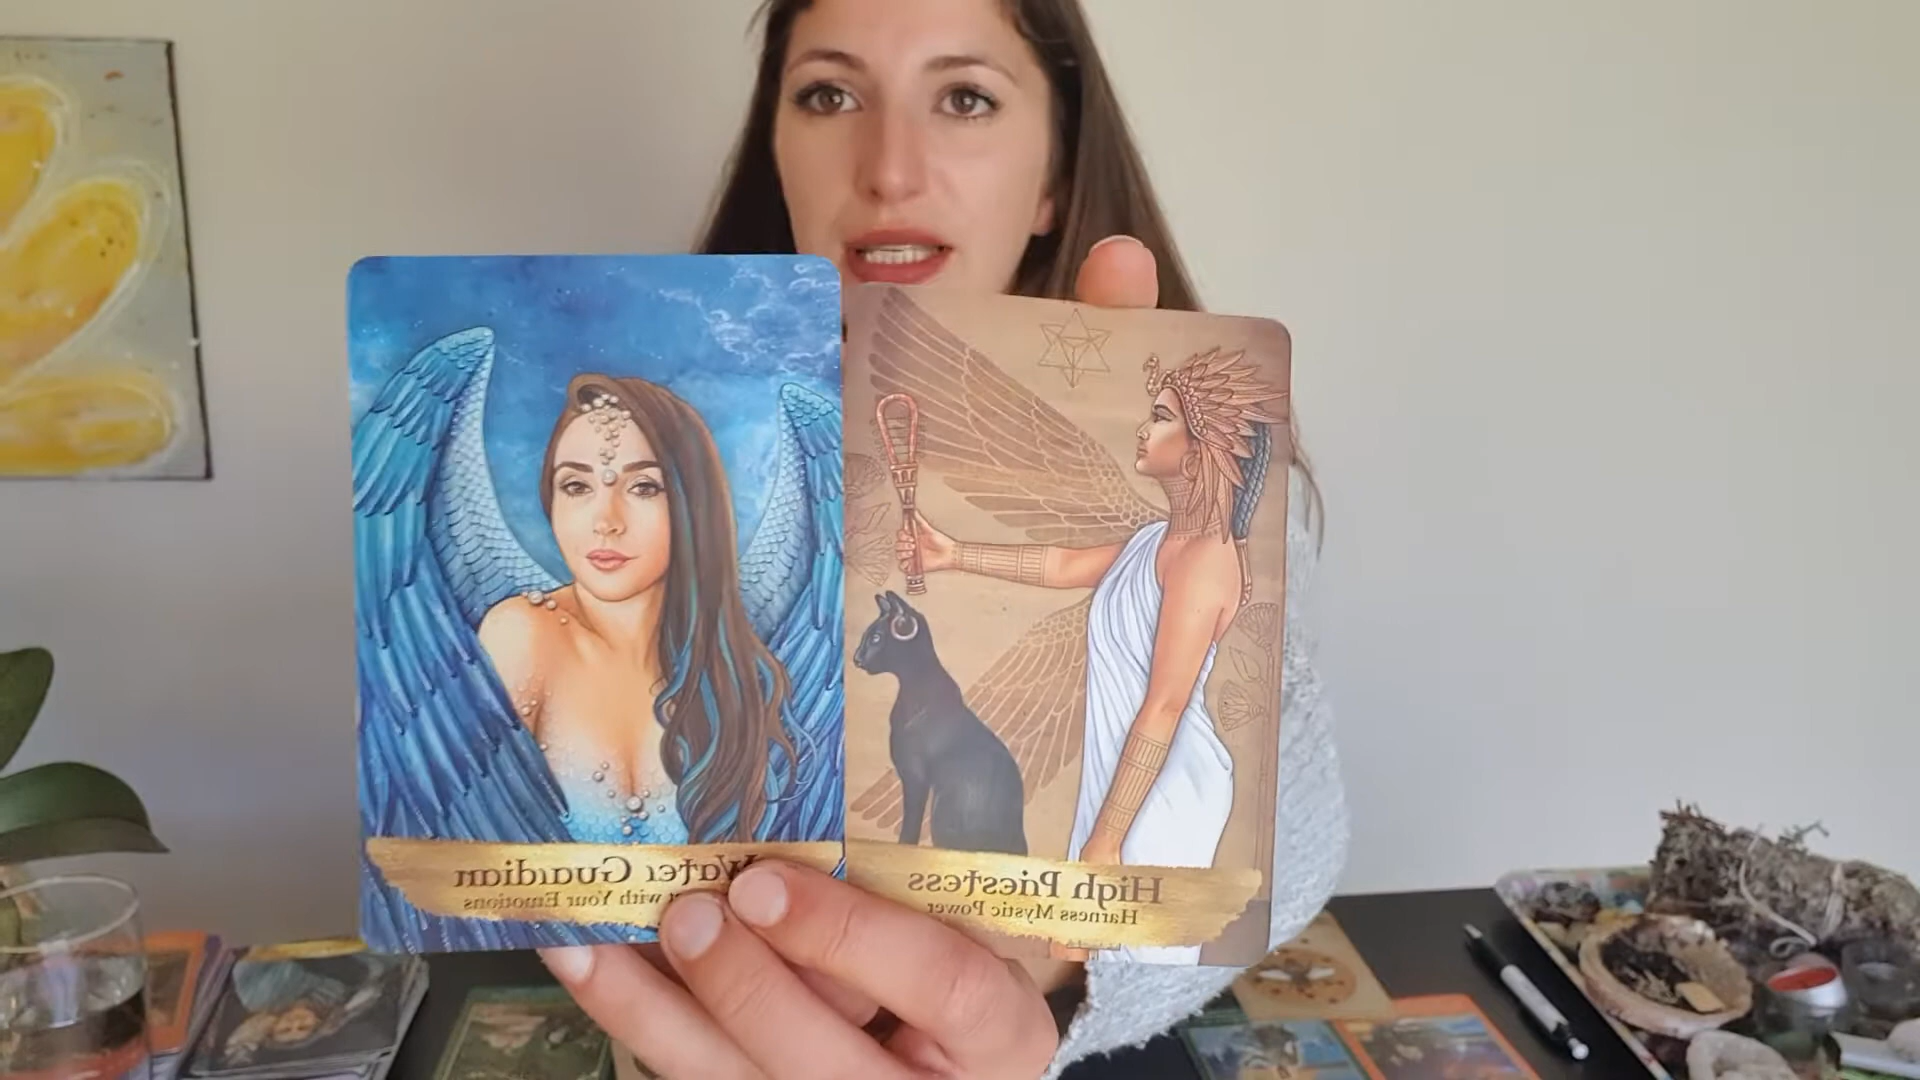 Water Guardian
with Your Emotions
High Priestess
Harness Mystic Power